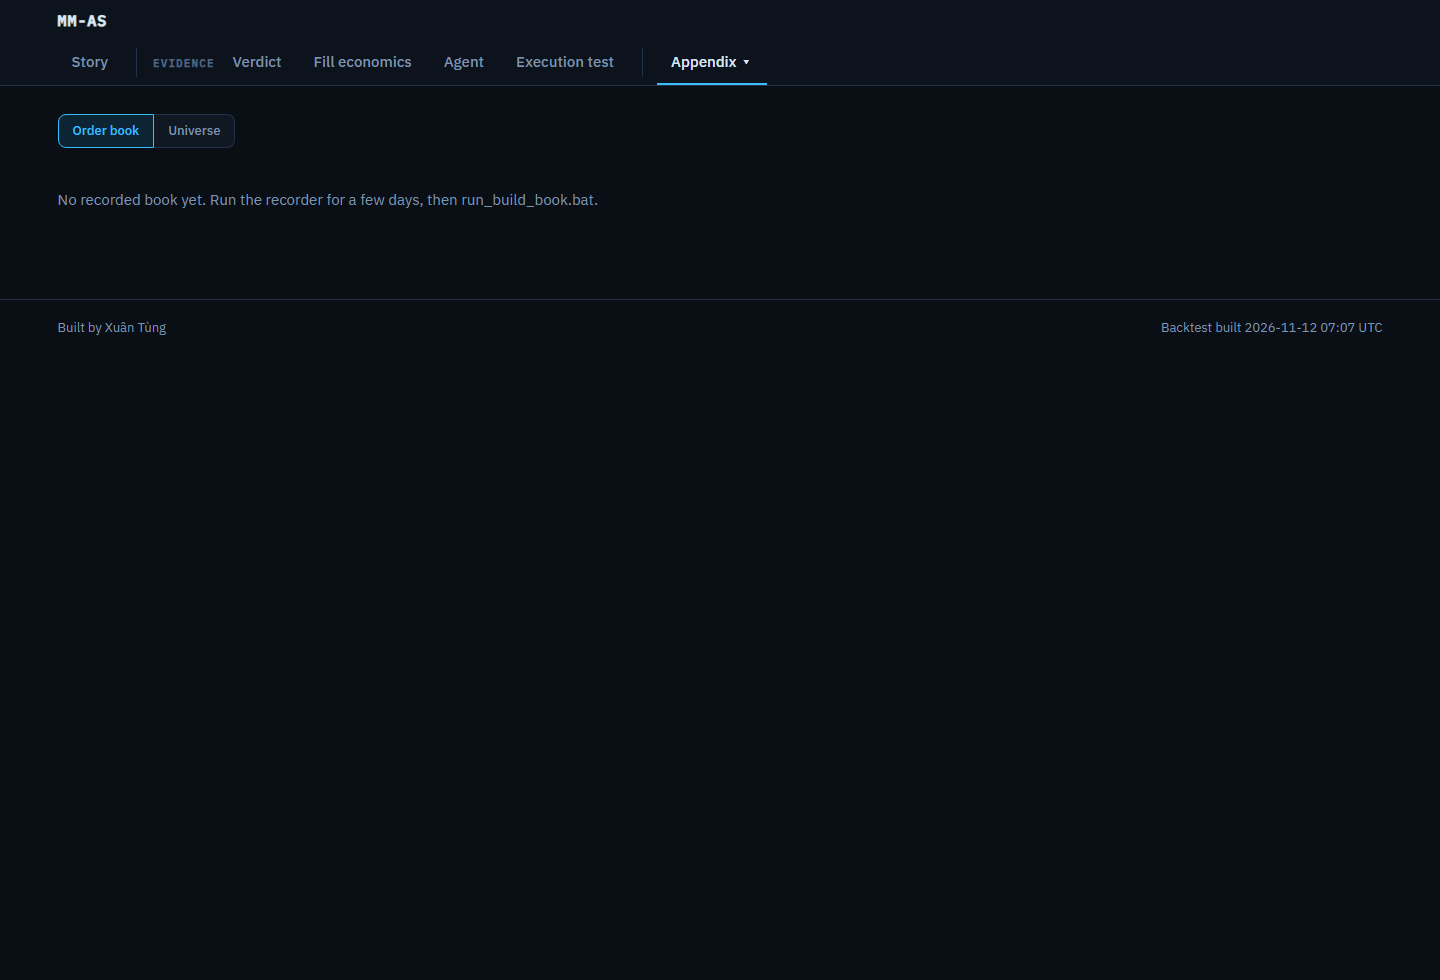 MM-AS
Story EVIDENCE Verdict Fill economics Agent Execution test Appendix ▾
Order book Universe
No recorded book yet. Run the recorder for a few days, then run_build_book.bat.
Built by Xuân Tùng Backtest built 2026-11-12 07:07 UTC